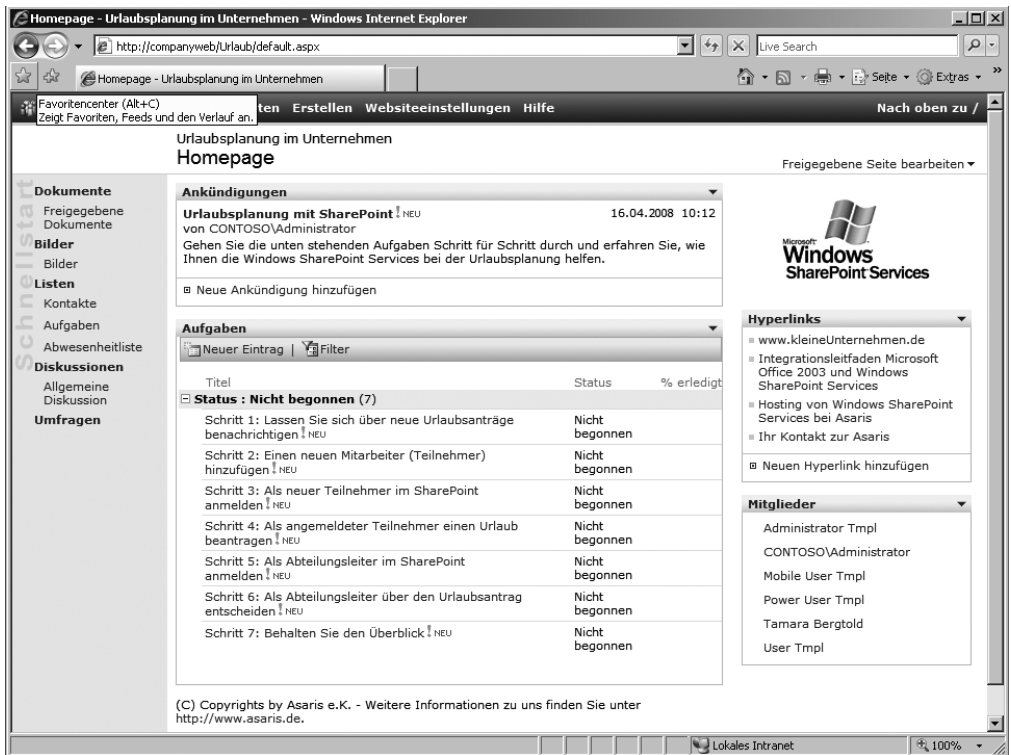 Homepage - Urlaubsplanung im Unternehmen - Windows Internet Explorer
http://companyweb/Urlaub/default.aspx
Live Search
Homepage - Urlaubsplanung im Unternehmen
Seite
Extras
Favoritencenter (Alt+C)
Zeigt Favoriten, Feeds und den Verlauf an.
ten Erstellen Websiteeinstellungen Hilfe
Nach oben zu /
Urlaubsplanung im Unternehmen
Homepage
Freigegebene Seite bearbeiten
Schnellstart
Dokumente
Freigegebene
Dokumente
Bilder
Bilder
Listen
Kontakte
Aufgaben
Abwesenheitliste
Diskussionen
Allgemeine
Diskussion
Umfragen
Ankündigungen
Urlaubsplanung mit SharePoint ! NEU 16.04.2008 10:12
von CONTOSO\Administrator
Gehen Sie die unten stehenden Aufgaben Schritt für Schritt durch und erfahren Sie, wie
Ihnen die Windows SharePoint Services bei der Urlaubsplanung helfen.
Neue Ankündigung hinzufügen
Aufgaben
Neuer Eintrag | Filter
Titel Status % erledigt
Status : Nicht begonnen (7)
Schritt 1: Lassen Sie sich über neue Urlaubsanträge Nicht
benachrichtigen ! NEU begonnen
Schritt 2: Einen neuen Mitarbeiter (Teilnehmer) Nicht
hinzufügen ! NEU begonnen
Schritt 3: Als neuer Teilnehmer im SharePoint Nicht
anmelden ! NEU begonnen
Schritt 4: Als angemeldeter Teilnehmer einen Urlaub Nicht
beantragen ! NEU begonnen
Schritt 5: Als Abteilungsleiter im SharePoint Nicht
anmelden ! NEU begonnen
Schritt 6: Als Abteilungsleiter über den Urlaubsantrag Nicht
entscheiden ! NEU begonnen
Schritt 7: Behalten Sie den Überblick ! NEU Nicht
begonnen
(C) Copyrights by Asaris e.K. - Weitere Informationen zu uns finden Sie unter
http://www.asaris.de.
Microsoft
Windows
SharePoint Services
Hyperlinks
www.kleineUnternehmen.de
Integrationsleitfaden Microsoft
Office 2003 und Windows
SharePoint Services
Hosting von Windows SharePoint
Services bei Asaris
Ihr Kontakt zur Asaris
Neuen Hyperlink hinzufügen
Mitglieder
Administrator Tmpl
CONTOSO\Administrator
Mobile User Tmpl
Power User Tmpl
Tamara Bergtold
User Tmpl
Lokales Intranet
100%